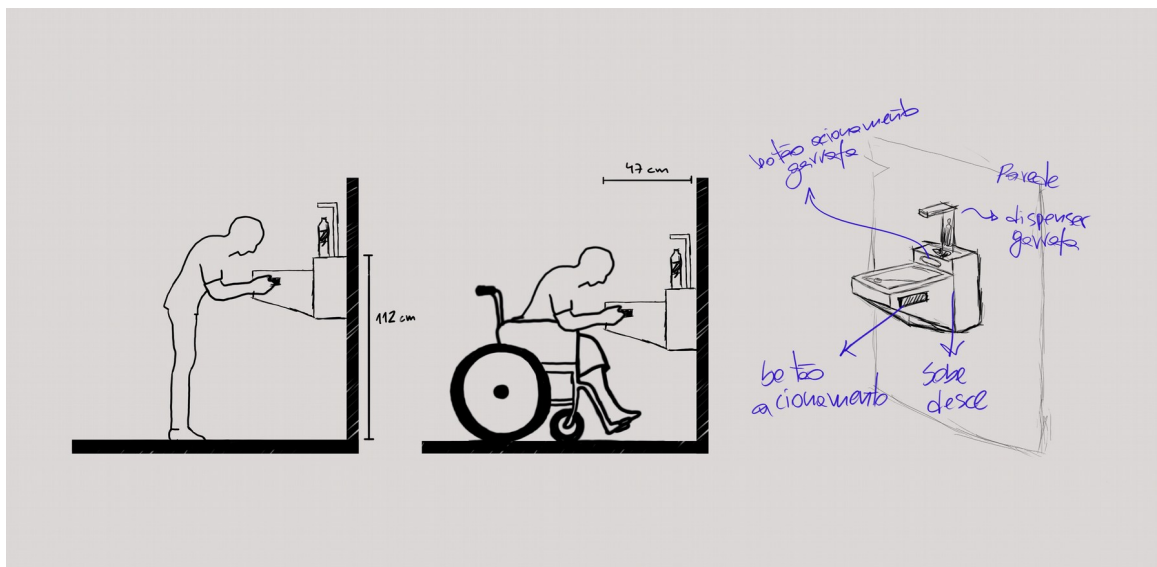 112 cm
47 cm
botão acionamento
garrafa
Parede
dispenser
garrafa
botão
acionamento
Sobe
desce